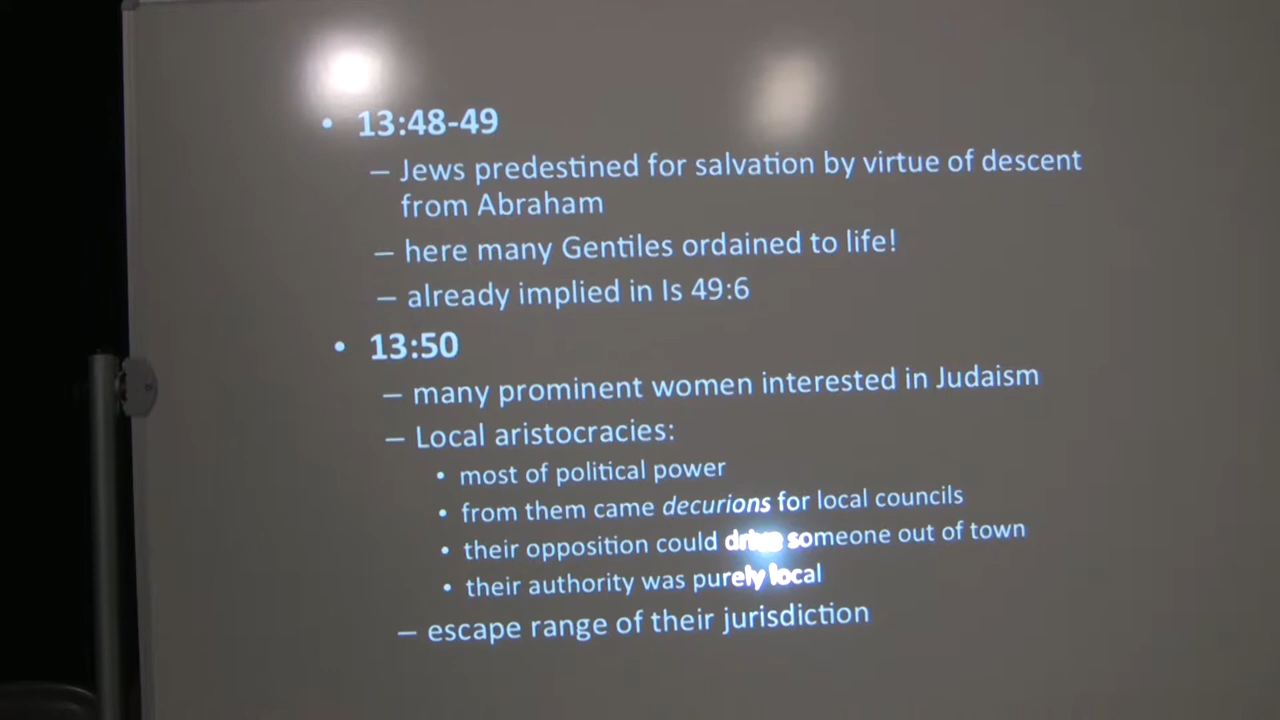 • 13:48-49
– Jews predestined for salvation by virtue of descent
from Abraham
– here many Gentiles ordained to life!
– already implied in Is 49:6
• 13:50
– many prominent women interested in Judaism
– Local aristocracies:
• most of political power
• from them came decurions for local councils
• their opposition could drive someone out of town
• their authority was purely local
– escape range of their jurisdiction